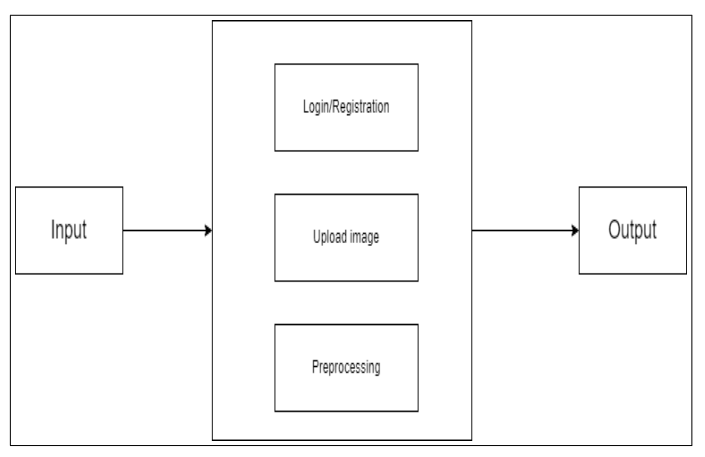 Input
Login/Registration
Upload image
Preprocessing
Output